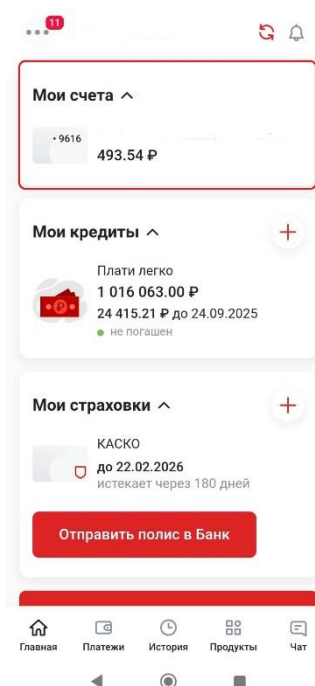 11
Мои счета
• 9616
493.54 ₽
Мои кредиты
Плати легко
1 016 063.00 ₽
24 415.21 ₽ до 24.09.2025
не погашен
Мои страховки
КАСКО
до 22.02.2026
истекает через 180 дней
Отправить полис в Банк
Главная Платежи История Продукты Чат